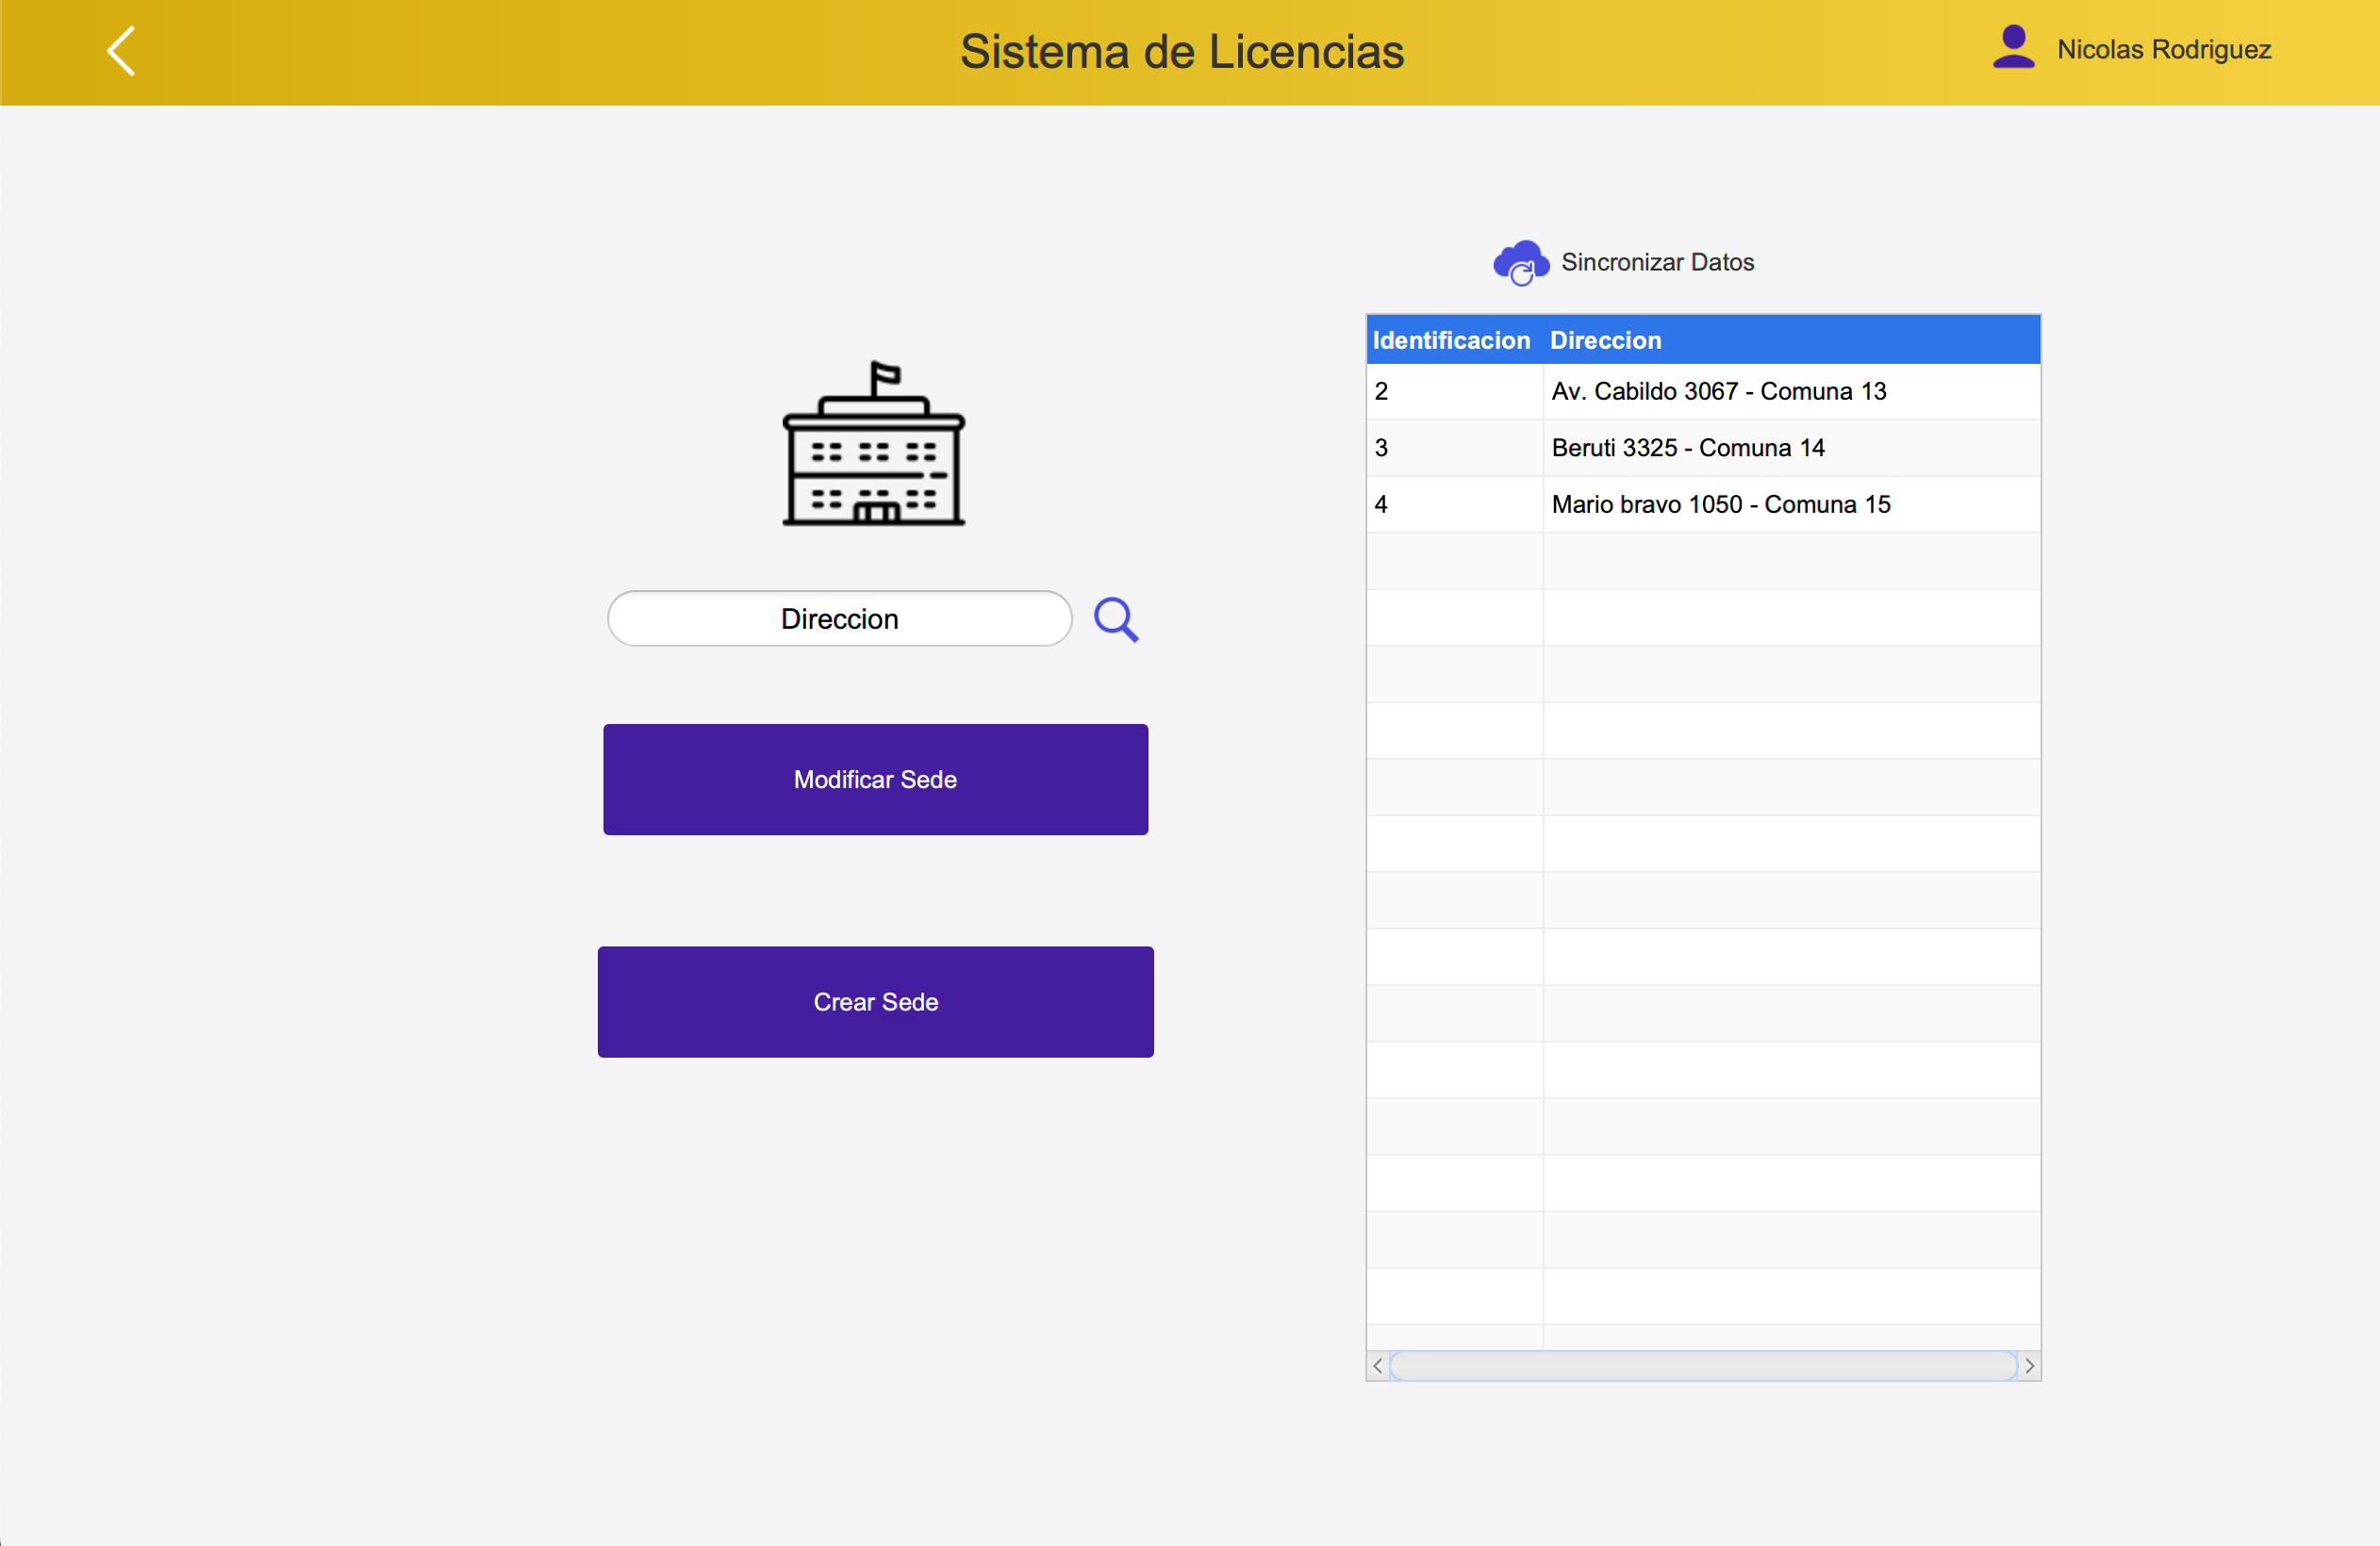 Sistema de Licencias
Nicolas Rodriguez
Sincronizar Datos
Identificacion Direccion
2 Av. Cabildo 3067 - Comuna 13
3 Beruti 3325 - Comuna 14
4 Mario bravo 1050 - Comuna 15
Direccion
Modificar Sede
Crear Sede